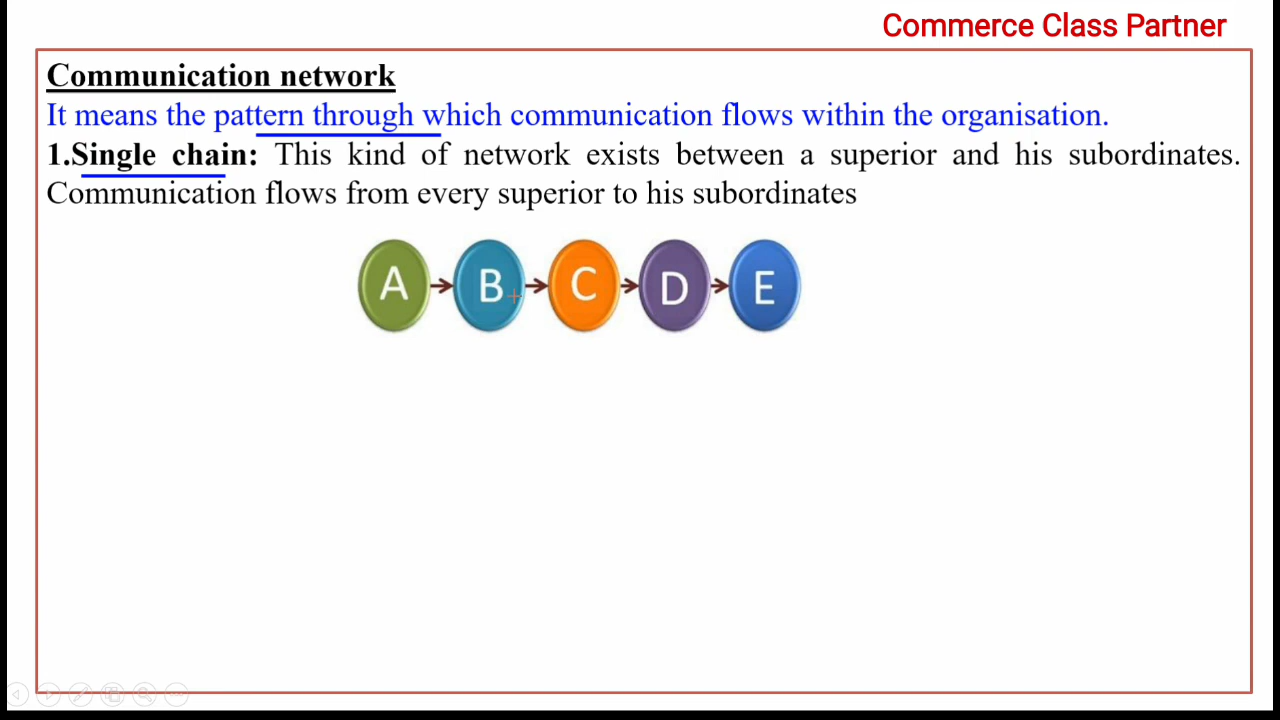 Commerce Class Partner
Communication network
It means the pattern through which communication flows within the organisation.
1.Single chain: This kind of network exists between a superior and his subordinates.
Communication flows from every superior to his subordinates
A B C D E